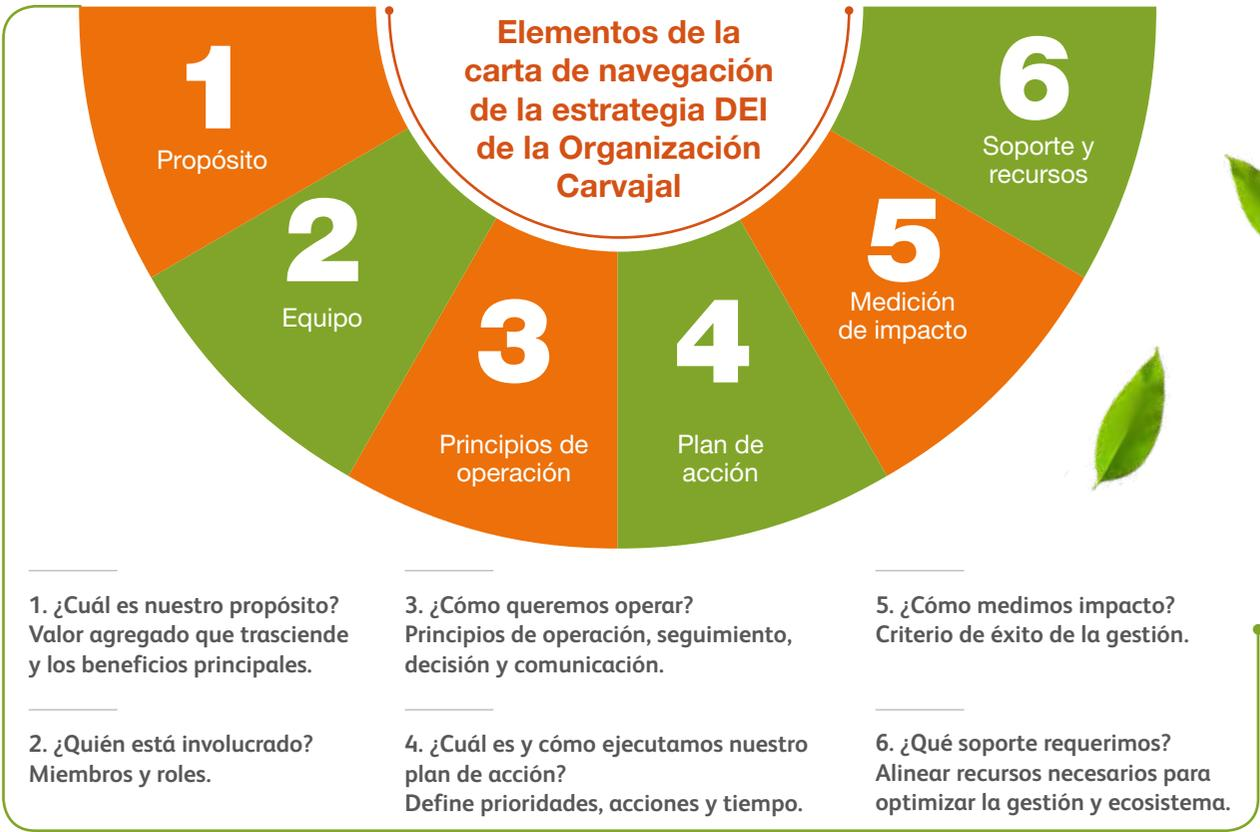 Elementos de la
carta de navegación
de la estrategia DEI
de la Organización
Carvajal
1
Propósito
2
Equipo
3
Principios de
operación
4
Plan de
acción
5
Medición
de impacto
6
Soporte y
recursos
1. ¿Cuál es nuestro propósito?
Valor agregado que trasciende
y los beneficios principales.
2. ¿Quién está involucrado?
Miembros y roles.
3. ¿Cómo queremos operar?
Principios de operación, seguimiento,
decisión y comunicación.
4. ¿Cuál es y cómo ejecutamos nuestro
plan de acción?
Define prioridades, acciones y tiempo.
5. ¿Cómo medimos impacto?
Criterio de éxito de la gestión.
6. ¿Qué soporte requerimos?
Alinear recursos necesarios para
optimizar la gestión y ecosistema.